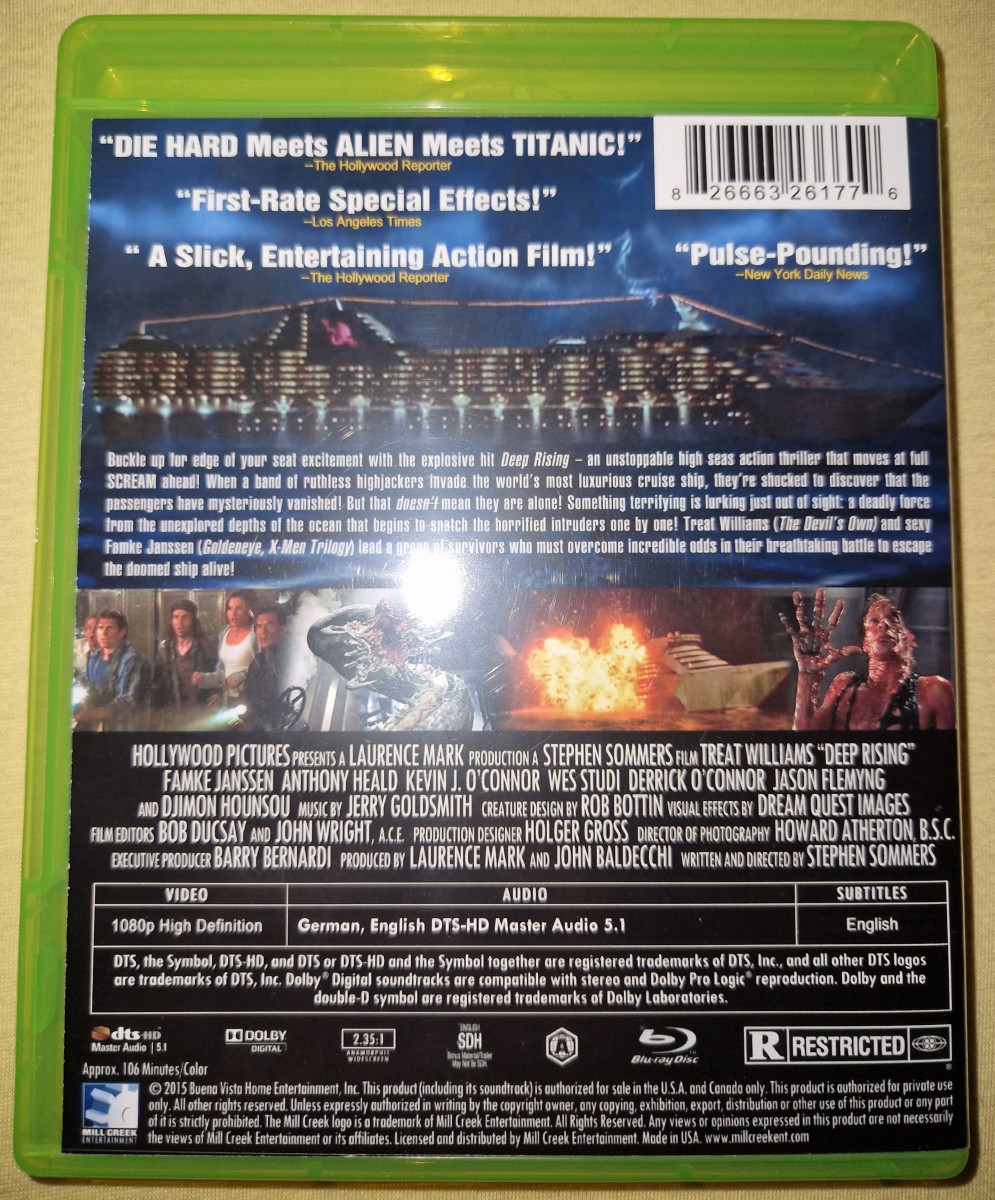 “DIE HARD Meets ALIEN Meets TITANIC!”
--The Hollywood Reporter
“First-Rate Special Effects!”
--Los Angeles Times
“ A Slick, Entertaining Action Film!”
--The Hollywood Reporter
“Pulse-Pounding!”
--New York Daily News
8 26663 26177 6
Buckle up for edge of your seat excitement with the explosive hit Deep Rising – an unstoppable high seas action thriller that moves at full
SCREAM ahead! When a band of ruthless highjackers invade the world's most luxurious cruise ship, they're shocked to discover that the
passengers have mysteriously vanished! But that doesn't mean they are alone! Something terrifying is lurking just out of sight: a deadly force
from the unexplored depths of the ocean that begins to snatch the horrified intruders one by one! Treat Williams (The Devil's Own) and sexy
Famke Janssen (Goldeneye, X-Men Trilogy) lead a group of survivors who must overcome incredible odds in their breathtaking battle to escape
the doomed ship alive!
HOLLYWOOD PICTURES PRESENTS A LAURENCE MARK PRODUCTION A STEPHEN SOMMERS FILM TREAT WILLIAMS “DEEP RISING”
FAMKE JANSSEN ANTHONY HEALD KEVIN J. O'CONNOR WES STUDI DERRICK O'CONNOR JASON FLEMYNG
AND DJIMON HOUNSOU MUSIC BY JERRY GOLDSMITH CREATURE DESIGN BY ROB BOTTIN VISUAL EFFECTS BY DREAM QUEST IMAGES
FILM EDITORS BOB DUCSAY AND JOHN WRIGHT, A.C.E. PRODUCTION DESIGNER HOLGER GROSS DIRECTOR OF PHOTOGRAPHY HOWARD ATHERTON, B.S.C.
EXECUTIVE PRODUCER BARRY BERNARDI PRODUCED BY LAURENCE MARK AND JOHN BALDECCHI WRITTEN AND DIRECTED BY STEPHEN SOMMERS
VIDEO AUDIO SUBTITLES
1080p High Definition German, English DTS-HD Master Audio 5.1 English
DTS, the Symbol, DTS-HD, and DTS or DTS-HD and the Symbol together are registered trademarks of DTS, Inc., and all other DTS logos
are trademarks of DTS, Inc. Dolby® Digital soundtracks are compatible with stereo and Dolby Pro Logic® reproduction. Dolby and the
double-D symbol are registered trademarks of Dolby Laboratories.
dts-HD
Master Audio | 5.1
DOLBY
DIGITAL
2.35:1
ANAMORPHIC
WIDESCREEN
ENGLISH
SDH
Bonus Material/Trailer
May Not Be SDH
A
Blu-ray Disc
R RESTRICTED ®
Approx. 106 Minutes/Color
MILL CREEK
ENTERTAINMENT
© 2015 Buena Vista Home Entertainment, Inc. This product (including its soundtrack) is authorized for sale in the U.S.A. and Canada only. This product is authorized for private use
only. All other rights reserved. Unless expressly authorized in writing by the copyright owner, any copying, exhibition, export, distribution or other use of this product or any part
of it is strictly prohibited. The Mill Creek logo is a trademark of Mill Creek Entertainment. All Rights Reserved. Any views or opinions expressed in this product are not necessarily
the views of Mill Creek Entertainment or its affiliates. Licensed and distributed by Mill Creek Entertainment. Made in USA. www.millcreekent.com